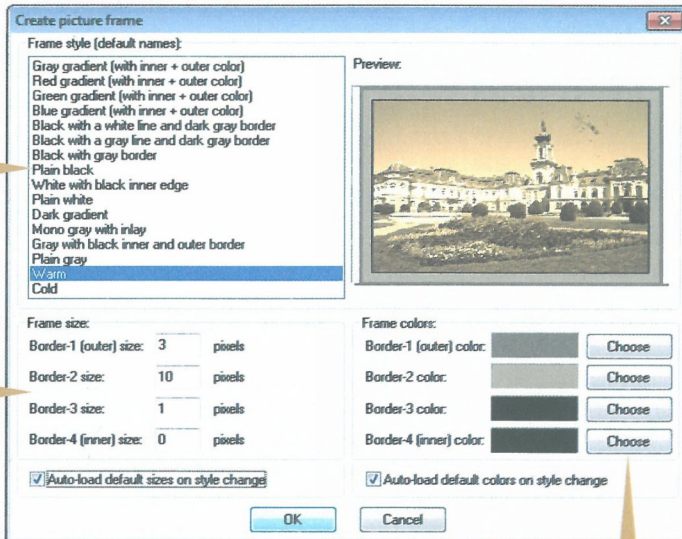 Create picture frame
Frame style (default names):
Gray gradient (with inner + outer color)
Red gradient (with inner + outer color)
Green gradient (with inner + outer color)
Blue gradient (with inner + outer color)
Black with a white line and dark gray border
Black with a gray line and dark gray border
Black with gray border
Plain black
White with black inner edge
Plain white
Dark gradient
Mono gray with inlay
Gray with black inner and outer border
Plain gray
Warm
Cold
Preview:
Frame size:
Border-1 (outer) size: 3 pixels
Border-2 size: 10 pixels
Border-3 size: 1 pixels
Border-4 (inner) size: 0 pixels
Auto-load default sizes on style change
Frame colors:
Border-1 (outer) color: Choose
Border-2 color: Choose
Border-3 color: Choose
Border-4 (inner) color: Choose
Auto-load default colors on style change
OK Cancel